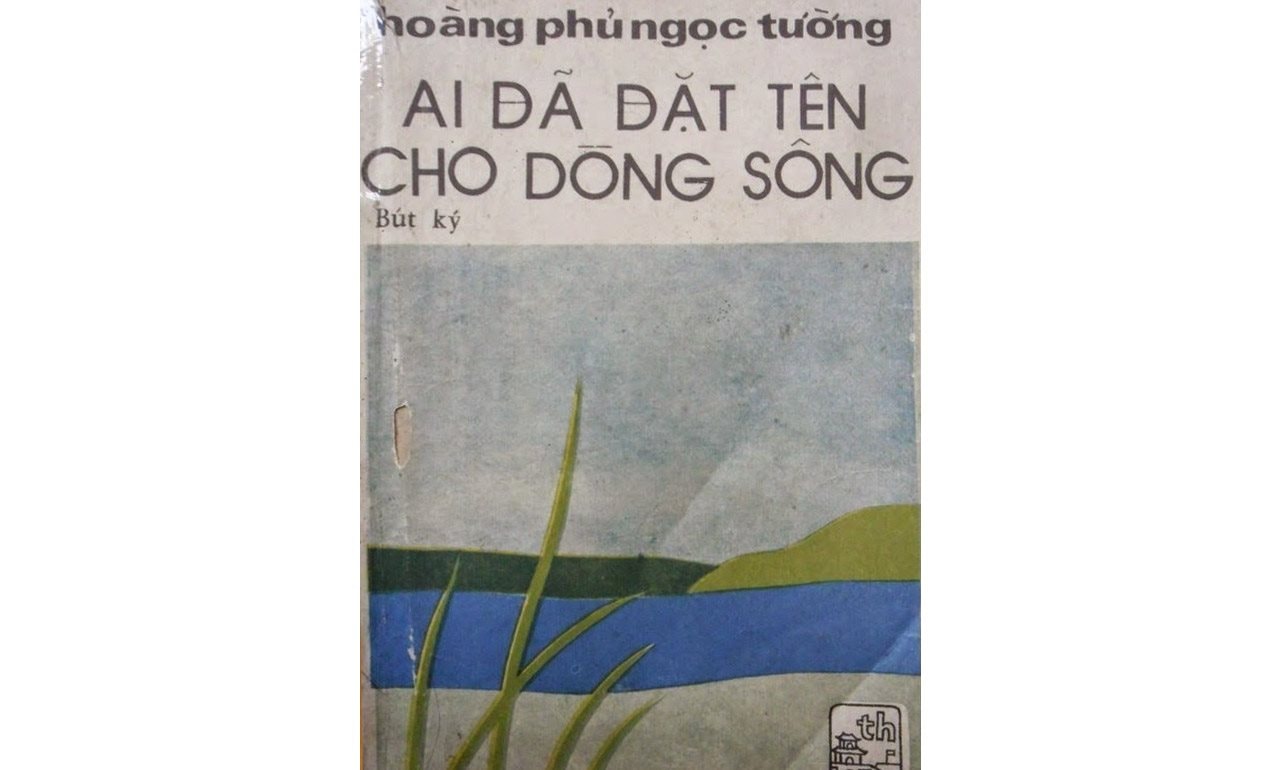 hoàng phủ ngọc tường
AI ĐÃ ĐẶT TÊN
CHO DÒNG SÔNG
Bút ký
th